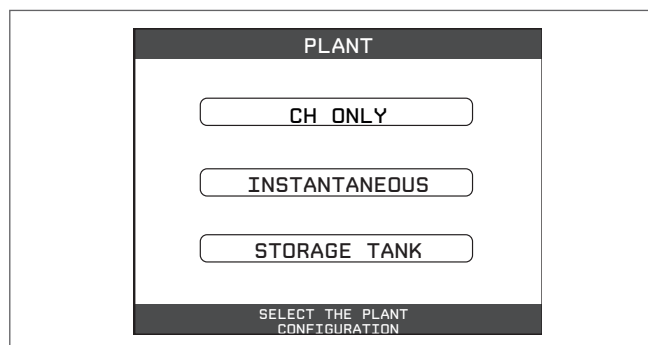 PLANT
CH ONLY
INSTANTANEOUS
STORAGE TANK
SELECT THE PLANT
CONFIGURATION